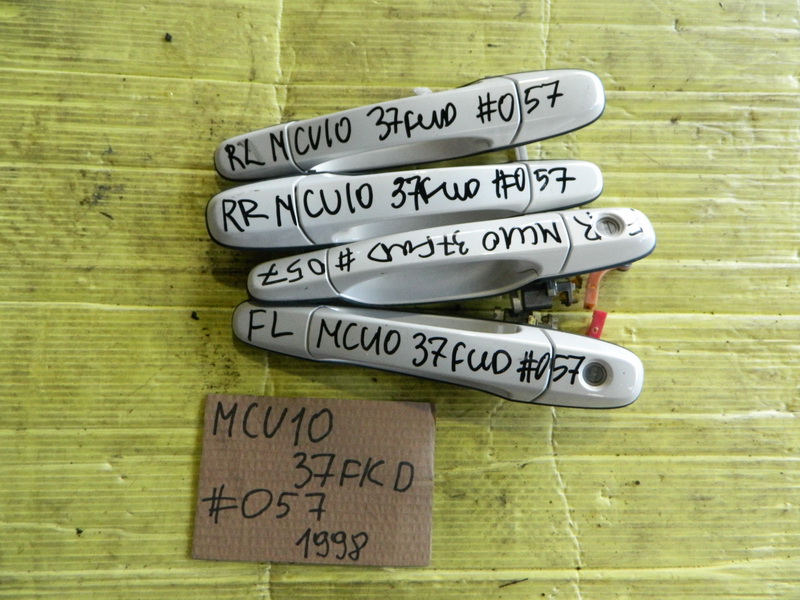 RL MCU10 37FWD #057
RR MCU10 37FWD #057
FR MCU10 37FWD #057
FL MCU10 37FWD #057
MCU10
37FKD
#057
1998